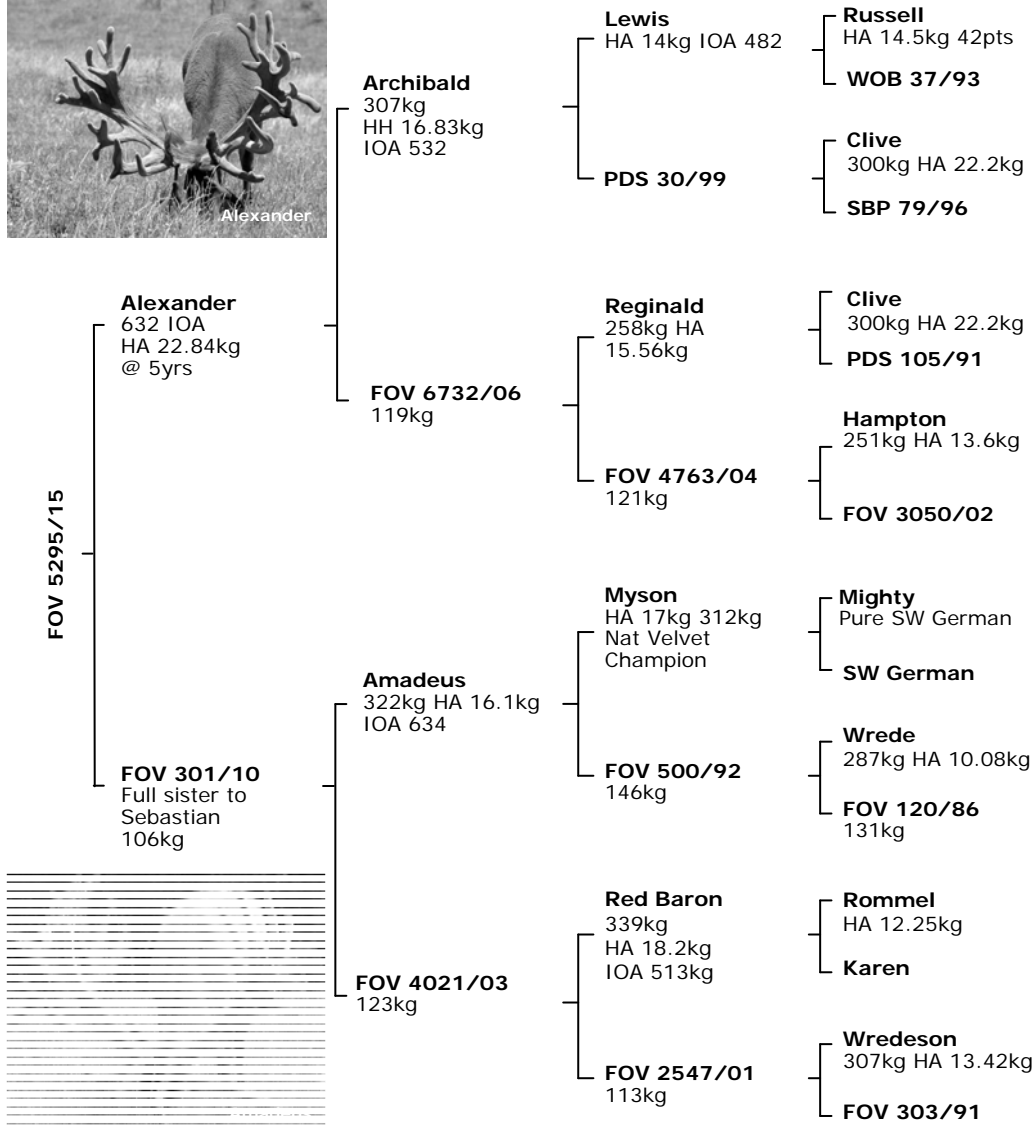 Alexander
FOV 5295/15
Alexander
632 IOA
HA 22.84kg
@ 5yrs
FOV 301/10
Full sister to
Sebastian
106kg
Archibald
307kg
HH 16.83kg
IOA 532
FOV 6732/06
119kg
Amadeus
322kg HA 16.1kg
IOA 634
FOV 4021/03
123kg
Lewis
HA 14kg IOA 482
PDS 30/99
Reginald
258kg HA
15.56kg
FOV 4763/04
121kg
Myson
HA 17kg 312kg
Nat Velvet
Champion
FOV 500/92
146kg
Red Baron
339kg
HA 18.2kg
IOA 513kg
FOV 2547/01
113kg
Russell
HA 14.5kg 42pts
WOB 37/93
Clive
300kg HA 22.2kg
SBP 79/96
Clive
300kg HA 22.2kg
PDS 105/91
Hampton
251kg HA 13.6kg
FOV 3050/02
Mighty
Pure SW German
SW German
Wrede
287kg HA 10.08kg
FOV 120/86
131kg
Rommel
HA 12.25kg
Karen
Wredeson
307kg HA 13.42kg
FOV 303/91